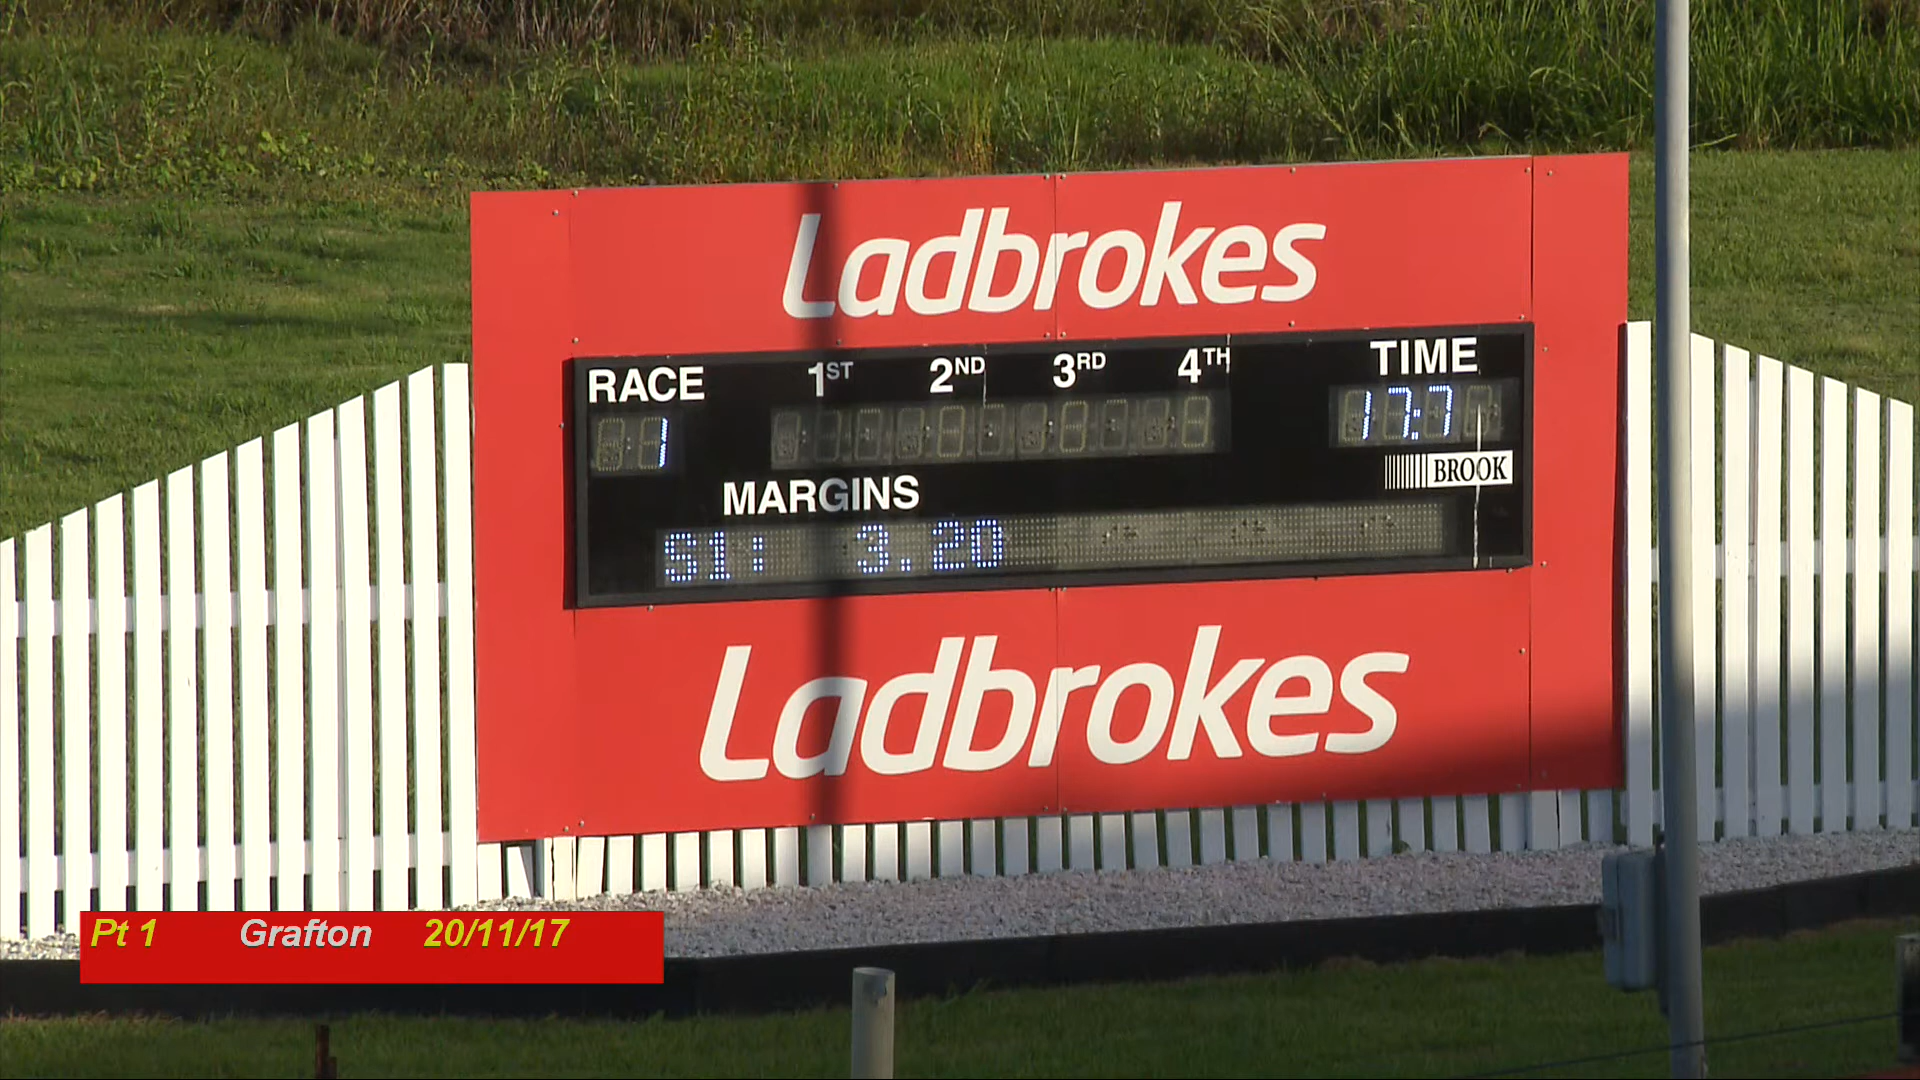 Ladbrokes
RACE 1ST 2ND 3RD 4TH TIME
1 17:7
BROOK
MARGINS
S1: 3.20
Ladbrokes
Pt 1 Grafton 20/11/17